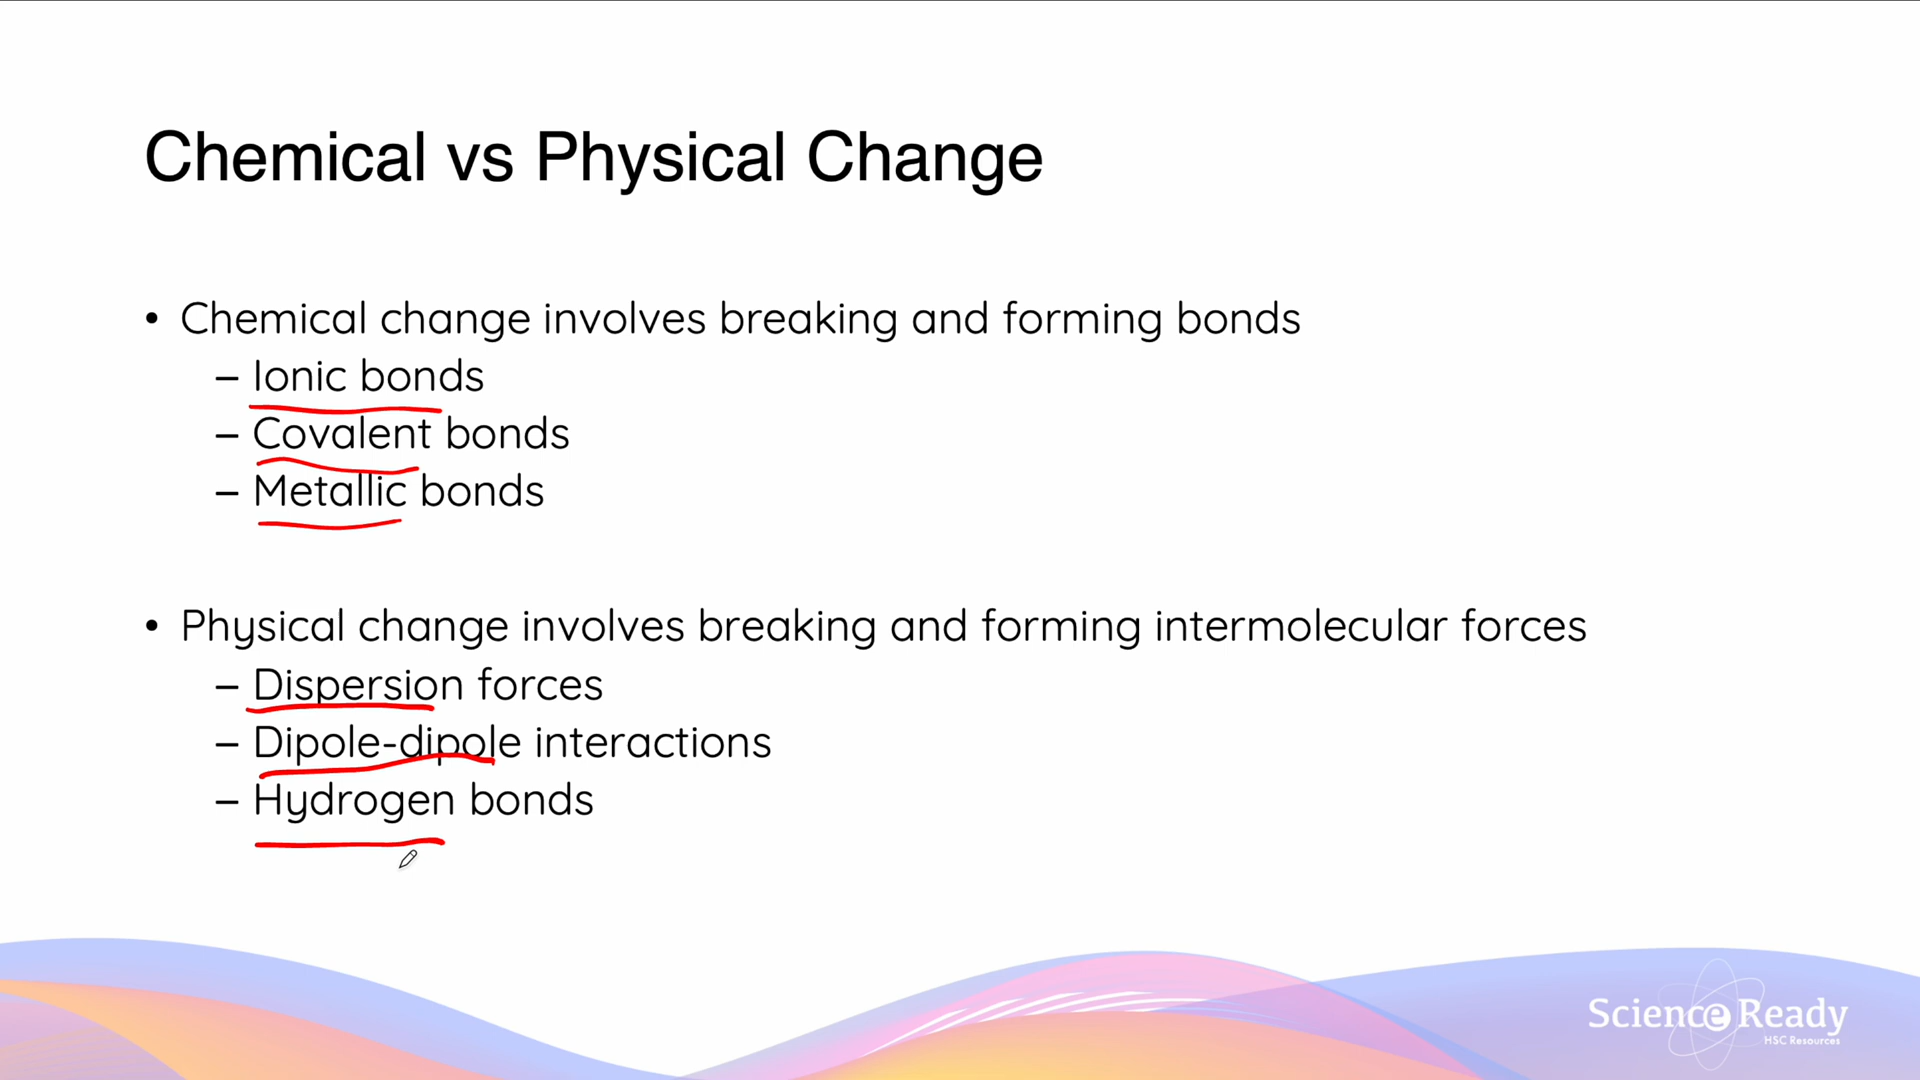 Chemical vs Physical Change
• Chemical change involves breaking and forming bonds
– Ionic bonds
– Covalent bonds
– Metallic bonds
• Physical change involves breaking and forming intermolecular forces
– Dispersion forces
– Dipole-dipole interactions
– Hydrogen bonds
Science Ready
HSC Resources